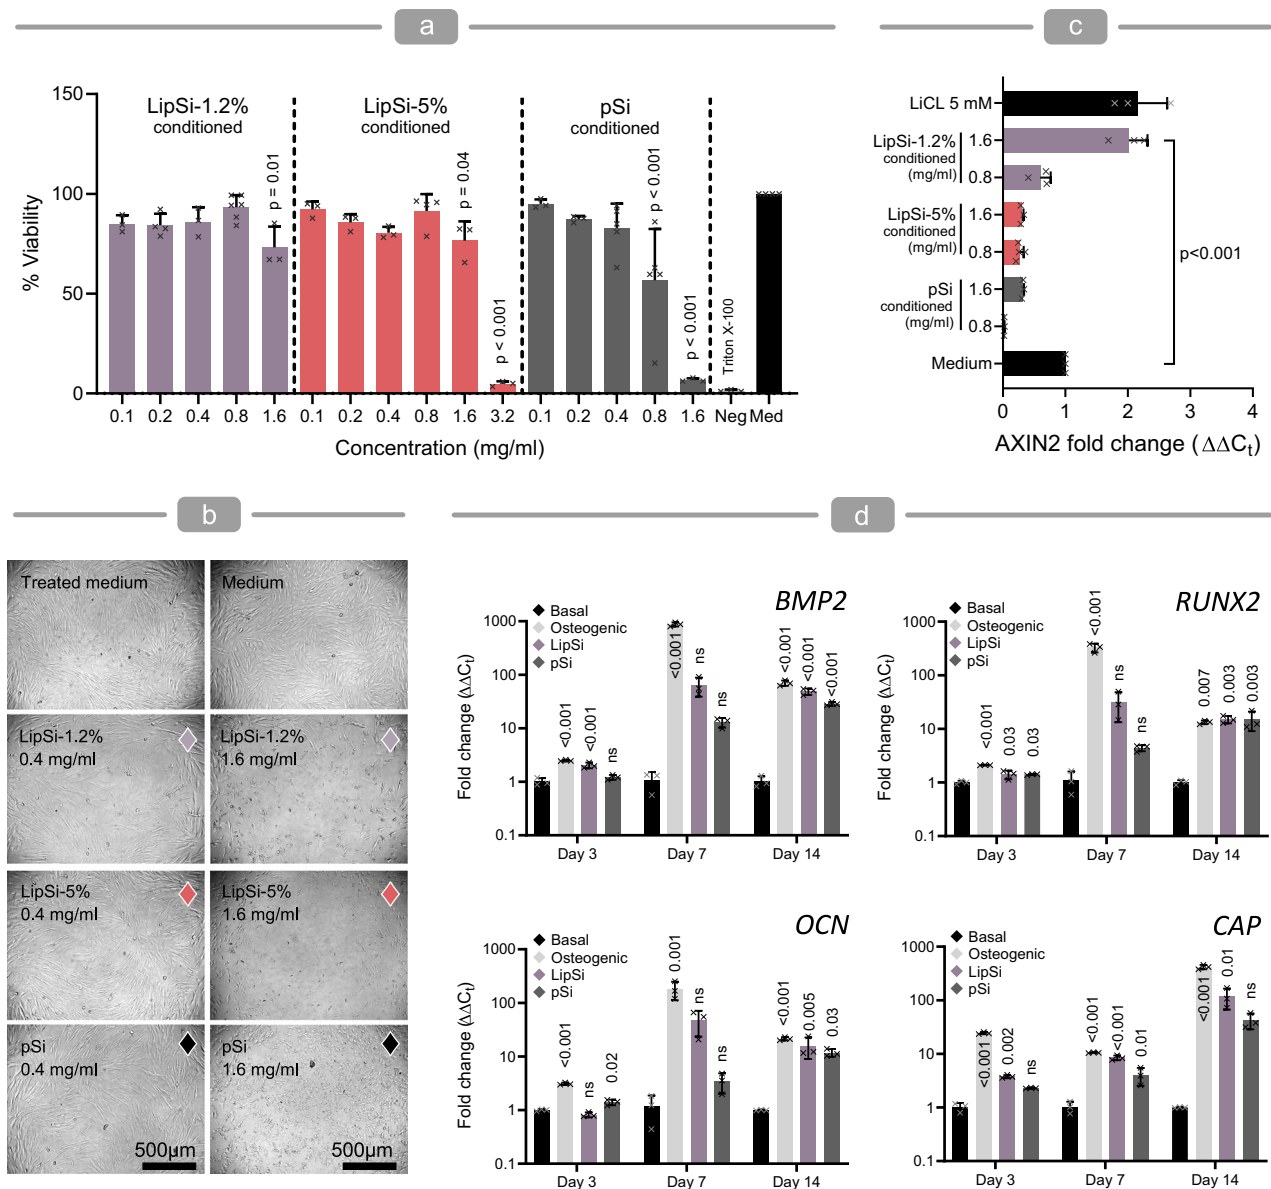 a
150
100
50
0
% Viability
LipSi-1.2%
conditioned
LipSi-5%
conditioned
pSi
conditioned
p = 0.01
p = 0.04
p < 0.001
p < 0.001
p < 0.001
Triton X-100
0.1 0.2 0.4 0.8 1.6 0.1 0.2 0.4 0.8 1.6 3.2 0.1 0.2 0.4 0.8 1.6 Neg Med
Concentration (mg/ml)
c
LiCL 5 mM
LipSi-1.2%
conditioned
(mg/ml)
1.6
0.8
LipSi-5%
conditioned
(mg/ml)
1.6
0.8
pSi
conditioned
(mg/ml)
1.6
0.8
Medium
p<0.001
0 1 2 3 4
AXIN2 fold change (ΔΔCt)
b
Treated medium
Medium
LipSi-1.2%
0.4 mg/ml
LipSi-1.2%
1.6 mg/ml
LipSi-5%
0.4 mg/ml
LipSi-5%
1.6 mg/ml
pSi
0.4 mg/ml
500µm
pSi
1.6 mg/ml
500µm
d
BMP2
Basal
Osteogenic
LipSi
pSi
1000
100
10
1
0.1
Fold change (ΔΔCt)
<0.001 <0.001 ns
<0.001 ns ns
<0.001 <0.001 <0.001
Day 3 Day 7 Day 14
RUNX2
Basal
Osteogenic
LipSi
pSi
1000
100
10
1
0.1
Fold change (ΔΔCt)
<0.001 0.03 0.03
<0.001 ns ns
0.007 0.003 0.003
Day 3 Day 7 Day 14
OCN
Basal
Osteogenic
LipSi
pSi
1000
100
10
1
0.1
Fold change (ΔΔCt)
<0.001 ns 0.02
0.001 ns ns
<0.001 0.005 0.03
Day 3 Day 7 Day 14
CAP
Basal
Osteogenic
LipSi
pSi
1000
100
10
1
0.1
Fold change (ΔΔCt)
<0.001 0.002 ns
<0.001 <0.001 0.01
<0.001 0.01 ns
Day 3 Day 7 Day 14